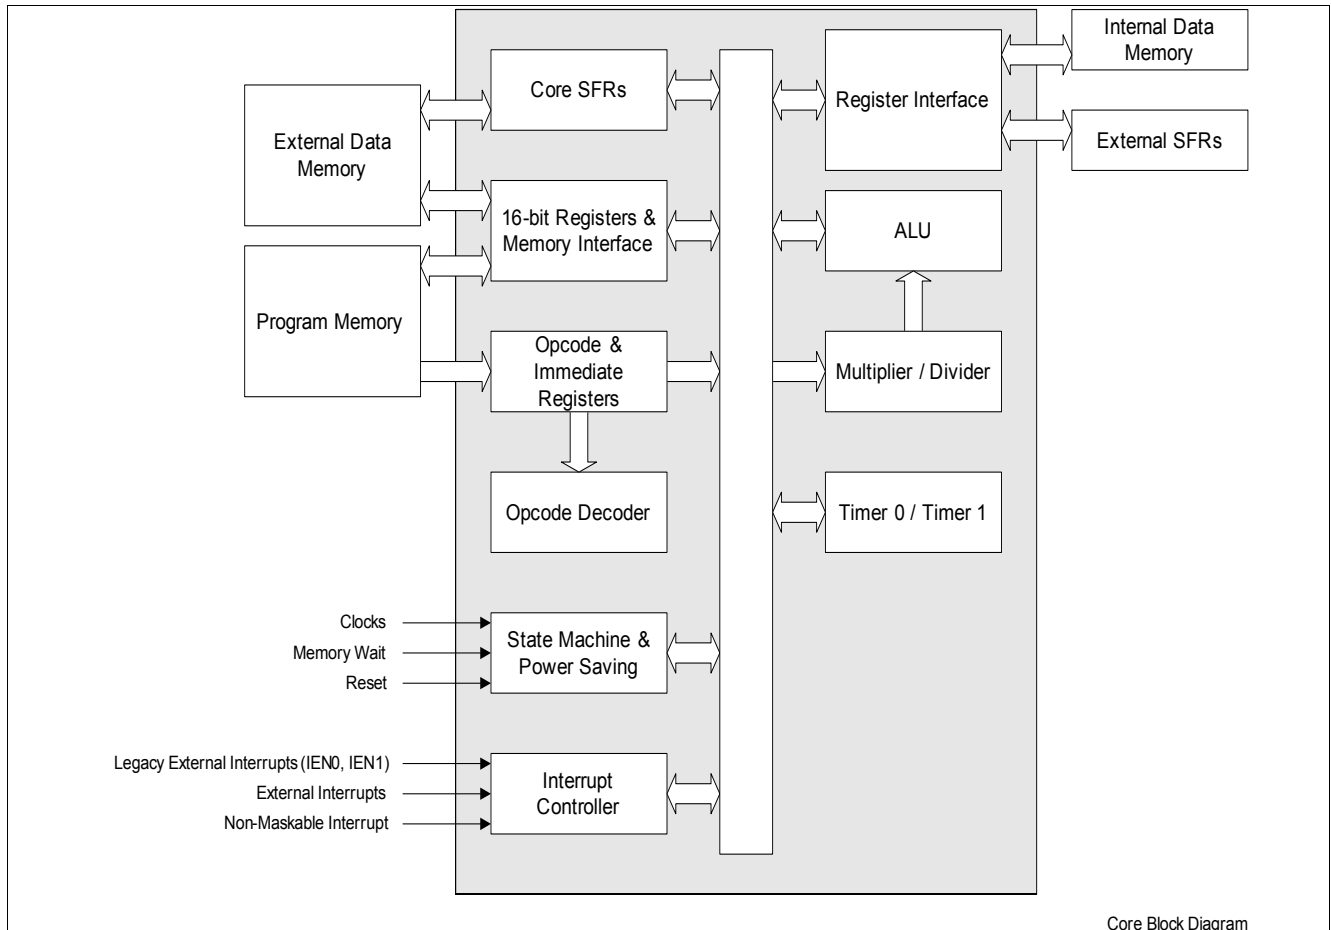 Internal Data
Memory
Core SFRs
Register Interface
External Data
Memory
External SFRs
16-bit Registers &
Memory Interface
ALU
Program Memory
Opcode &
Immediate
Registers
Multiplier / Divider
Opcode Decoder
Timer 0 / Timer 1
Clocks
Memory Wait
Reset
State Machine &
Power Saving
Legacy External Interrupts (IEN0, IEN1)
External Interrupts
Non-Maskable Interrupt
Interrupt
Controller
Core Block Diagram